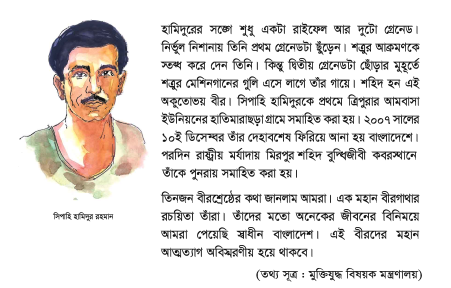 হামিদুরের সঙ্গে শুধু একটা রাইফেল আর দুটো গ্রেনেড।
নির্ভুল নিশানায় তিনি প্রথম গ্রেনেডটা ছুঁড়েন। শত্রুর আক্রমণকে
স্তব্ধ করে দেন তিনি। কিন্তু দ্বিতীয় গ্রেনেডটা ছোঁড়ার মুহূর্তে
শত্রুর মেশিনগানের গুলি এসে লাগে তাঁর গায়ে। শহিদ হন এই
অকুতোভয় বীর। সিপাহি হামিদুরকে প্রথমে ত্রিপুরার আমবাসা
ইউনিয়নের হাতিমারাছড়া গ্রামে সমাহিত করা হয়। ২০০৭ সালের
১০ই ডিসেম্বর তাঁর দেহাবশেষ ফিরিয়ে আনা হয় বাংলাদেশে।
পরদিন রাষ্ট্রীয় মর্যাদায় মিরপুর শহিদ বুদ্ধিজীবী কবরস্থানে
তাঁকে পুনরায় সমাহিত করা হয়।
তিনজন বীরশ্রেষ্ঠের কথা জানলাম আমরা। এক মহান বীরগাথার
রচয়িতা তাঁরা। তাঁদের মতো অনেকের জীবনের বিনিময়ে
আমরা পেয়েছি স্বাধীন বাংলাদেশ। এই বীরদের মহান
আত্মত্যাগ অবিস্মরণীয় হয়ে থাকবে।
(তথ্য সূত্র : মুক্তিযুদ্ধ বিষয়ক মন্ত্রণালয়)
সিপাহি হামিদুর রহমান